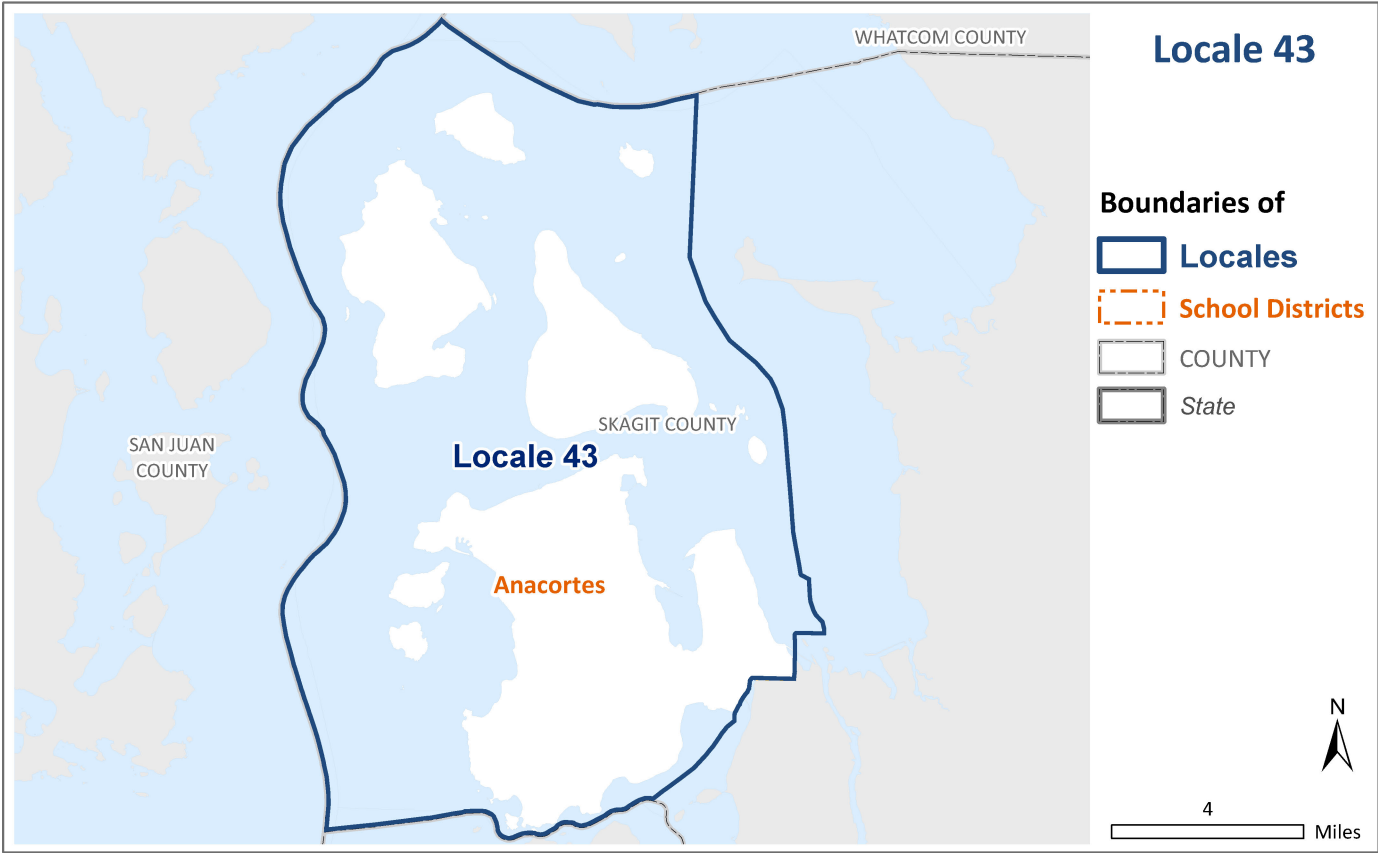 WHATCOM COUNTY
Locale 43
Boundaries of
Locales
School Districts
COUNTY
State
SKAGIT COUNTY
SAN JUAN
COUNTY
Locale 43
Anacortes
N
4
Miles